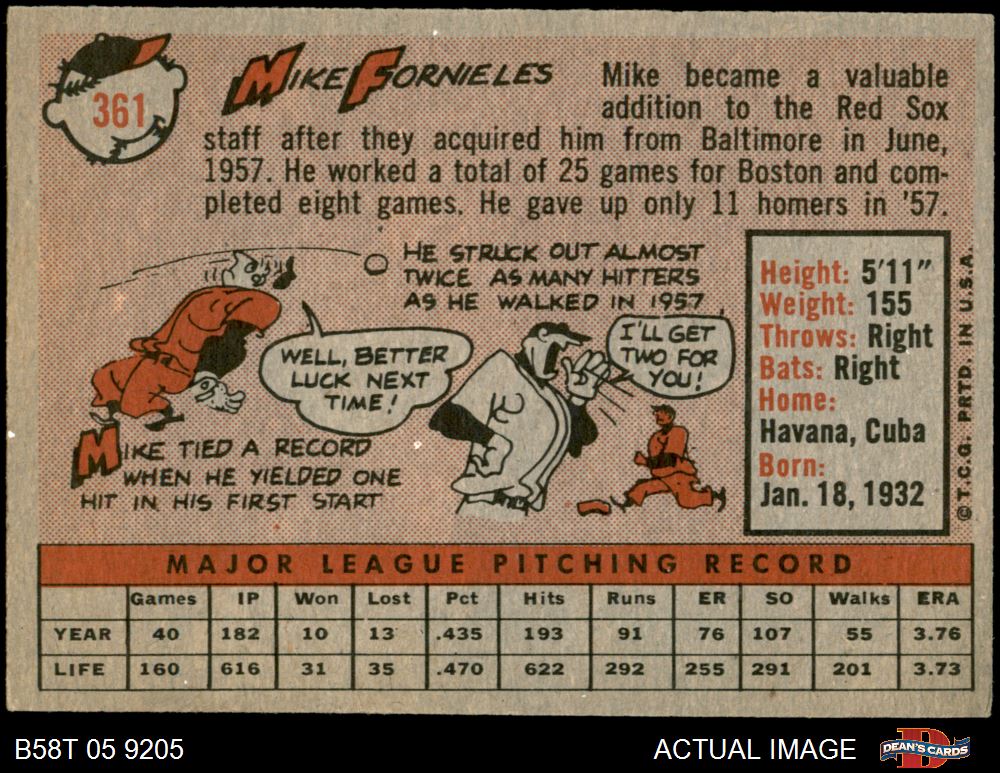 361
MIKE FORNIELES
Mike became a valuable
addition to the Red Sox
staff after they acquired him from Baltimore in June,
1957. He worked a total of 25 games for Boston and com-
pleted eight games. He gave up only 11 homers in '57.
HE STRUCK OUT ALMOST
TWICE AS MANY HITTERS
AS HE WALKED IN 1957
WELL, BETTER
LUCK NEXT
TIME!
I'LL GET
TWO FOR
YOU!
MIKE TIED A RECORD
WHEN HE YIELDED ONE
HIT IN HIS FIRST START
Height: 5'11"
Weight: 155
Throws: Right
Bats: Right
Home:
Havana, Cuba
Born:
Jan. 18, 1932
© T.C.G. PRTD. IN U.S.A.
MAJOR LEAGUE PITCHING RECORD
Games IP Won Lost Pct Hits Runs ER SO Walks ERA
YEAR 40 182 10 13 .435 193 91 76 107 55 3.76
LIFE 160 616 31 35 .470 622 292 255 291 201 3.73
B58T 05 9205
ACTUAL IMAGE
DEAN'S CARDS